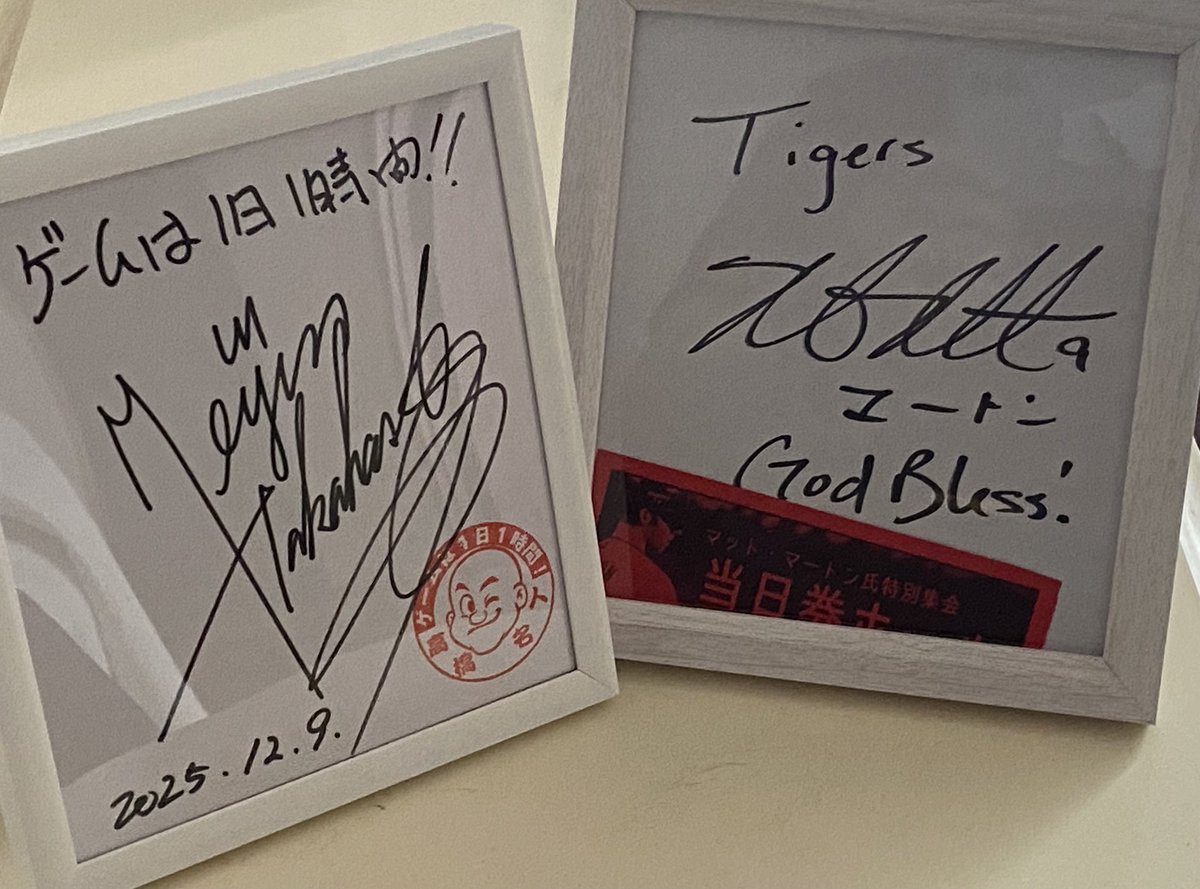 ゲームは1日1時間!!
Meijin
Takahashi
ゲームは1日1時間!
高橋名人
2025.12.9.
Tigers
9
マートン
God Bless!
マット・マートン氏特別集会
当日券